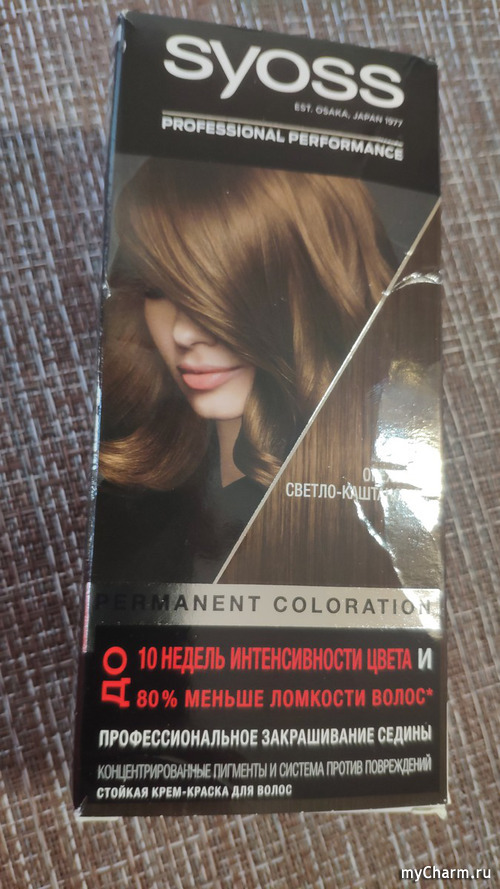 syoss
EST. OSAKA, JAPAN 1977
PROFESSIONAL PERFORMANCE
PERMANENT COLORATION
ДО 10 НЕДЕЛЬ ИНТЕНСИВНОСТИ ЦВЕТА И
80% МЕНЬШЕ ЛОМКОСТИ ВОЛОС*
ПРОФЕССИОНАЛЬНОЕ ЗАКРАШИВАНИЕ СЕДИНЫ
КОНЦЕНТРИРОВАННЫЕ ПИГМЕНТЫ И СИСТЕМА ПРОТИВ ПОВРЕЖДЕНИЙ
СТОЙКАЯ КРЕМ-КРАСКА ДЛЯ ВОЛОС
myCharm.ru